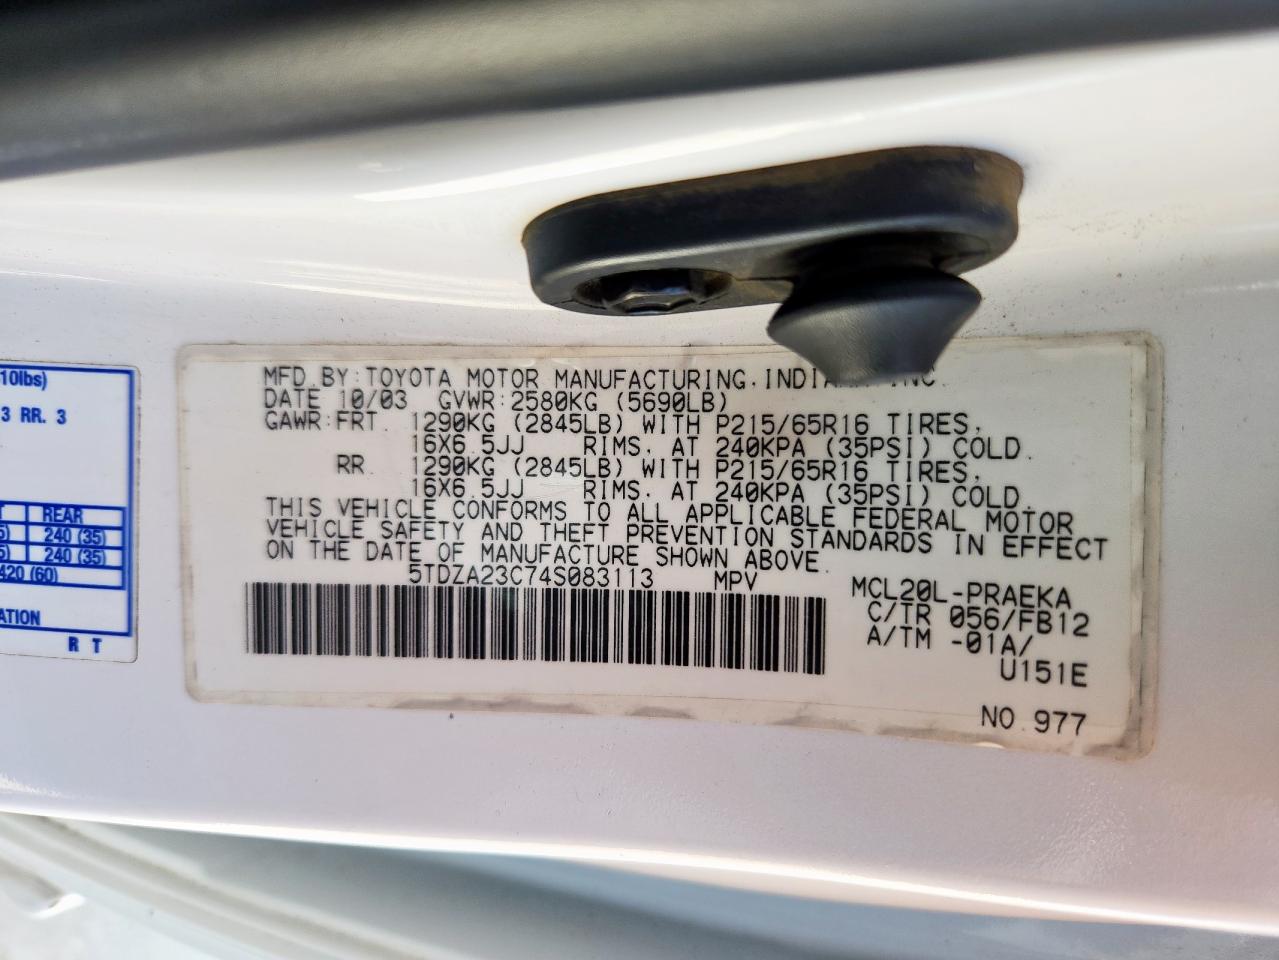 10lbs)
3 RR. 3
REAR
240 (35)
240 (35)
420 (60)
R T
MFD. BY: TOYOTA MOTOR MANUFACTURING. INDIANA INC.
DATE 10/03 GVWR: 2580KG (5690LB)
GAWR: FRT. 1290KG (2845LB) WITH P215/65R16 TIRES,
16X6.5JJ RIMS, AT 240KPA (35PSI) COLD.
RR. 1290KG (2845LB) WITH P215/65R16 TIRES,
16X6.5JJ RIMS, AT 240KPA (35PSI) COLD.
THIS VEHICLE CONFORMS TO ALL APPLICABLE FEDERAL MOTOR
VEHICLE SAFETY AND THEFT PREVENTION STANDARDS IN EFFECT
ON THE DATE OF MANUFACTURE SHOWN ABOVE.
5TDZA23C74S083113 MPV
MCL20L-PRAEKA
C/TR 056/FB12
A/TM -01A/
U151E
NO. 977